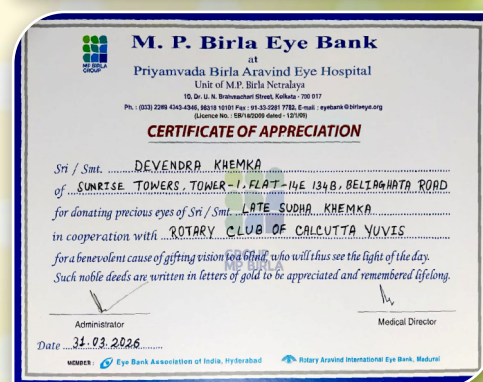 MP BIRLA
GROUP
M. P. Birla Eye Bank
at
Priyamvada Birla Aravind Eye Hospital
Unit of M.P. Birla Netralaya
10, Dr. U. N. Brahmachari Street, Kolkata - 700 017
Ph. : (033) 2289 4343-4346, 98318 10101 Fax : 91-33-2281 7782, E-mail : eyebank@birlaeye.org
(Licence No. : EB/18/2009 dated - 12/1/09)
CERTIFICATE OF APPRECIATION
Sri / Smt. DEVENDRA KHEMKA
of SUNRISE TOWERS, TOWER-1, FLAT-14E 134B, BELIAGHATA ROAD
for donating precious eyes of Sri / Smt. LATE SUDHA KHEMKA
in cooperation with ROTARY CLUB OF CALCUTTA YUVIS
for a benevolent cause of gifting vision to a blind, who will thus see the light of the day.
Such noble deeds are written in letters of gold to be appreciated and remembered lifelong.
Administrator
Medical Director
Date 31.03.2026
MEMBER : Eye Bank Association of India, Hyderabad Rotary Aravind International Eye Bank, Madurai